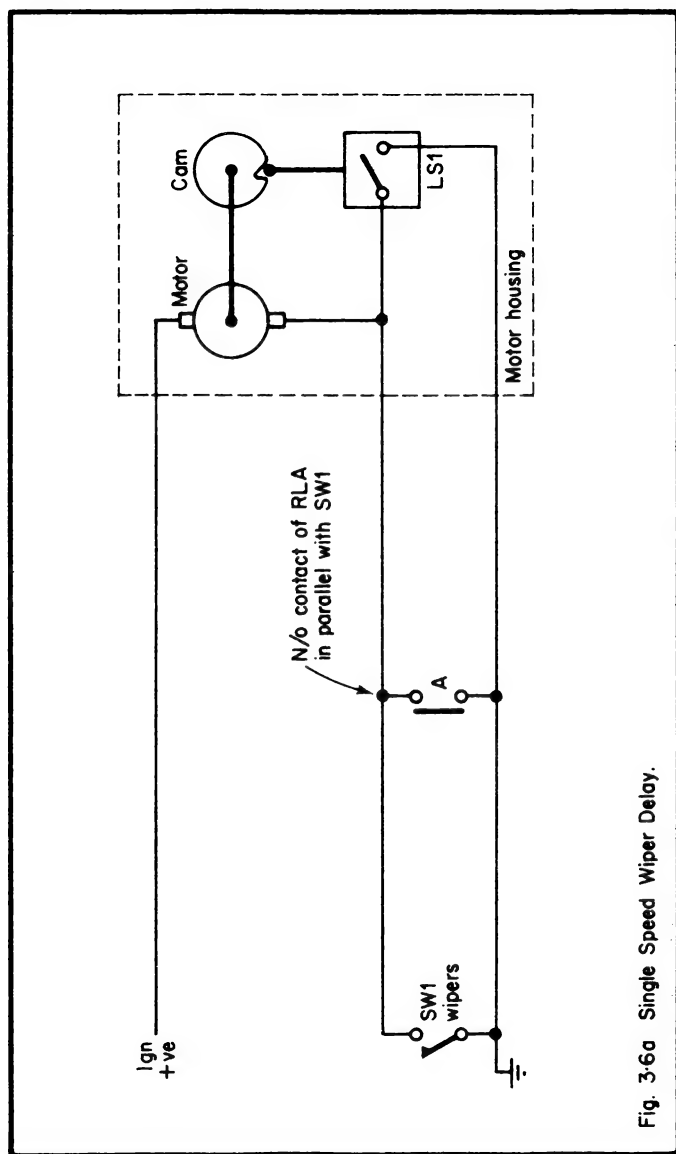 Ign
+ve
SW1
wipers
N/o contact of RLA
in parallel with SW1
A
Motor
Cam
LS1
Motor housing
Fig. 3·6a Single Speed Wiper Delay.